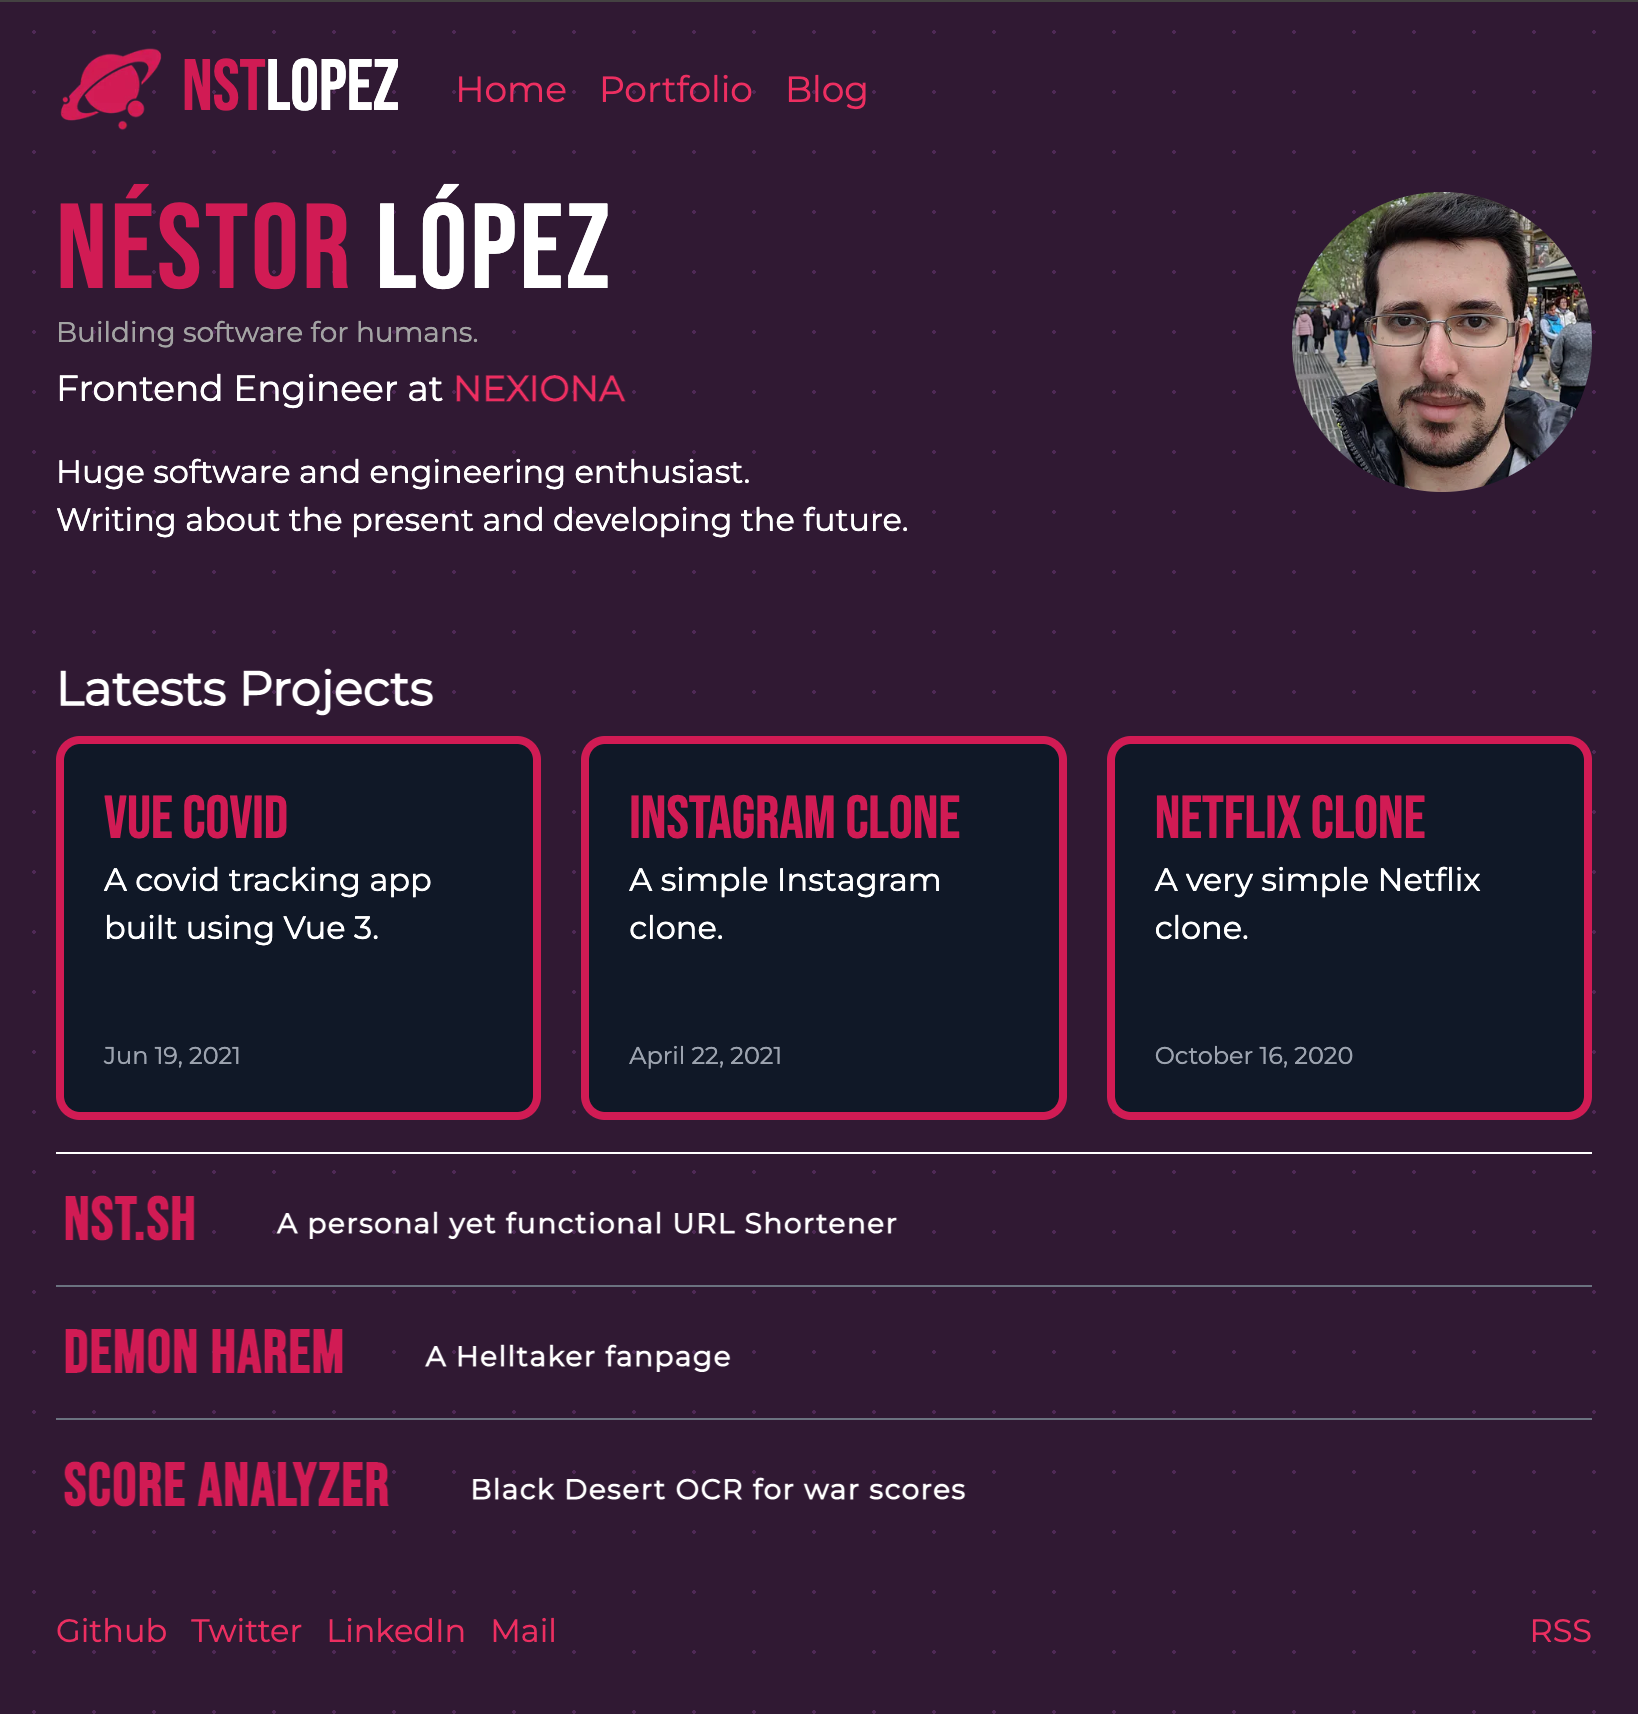 NSTLOPEZ
Home Portfolio Blog
NÉSTOR LÓPEZ
Building software for humans.
Frontend Engineer at NEXIONA
Huge software and engineering enthusiast.
Writing about the present and developing the future.
Latests Projects
VUE COVID
A covid tracking app
built using Vue 3.
Jun 19, 2021
INSTAGRAM CLONE
A simple Instagram
clone.
April 22, 2021
NETFLIX CLONE
A very simple Netflix
clone.
October 16, 2020
NST.SH
A personal yet functional URL Shortener
DEMON HAREM
A Helltaker fanpage
SCORE ANALYZER
Black Desert OCR for war scores
Github Twitter LinkedIn Mail
RSS